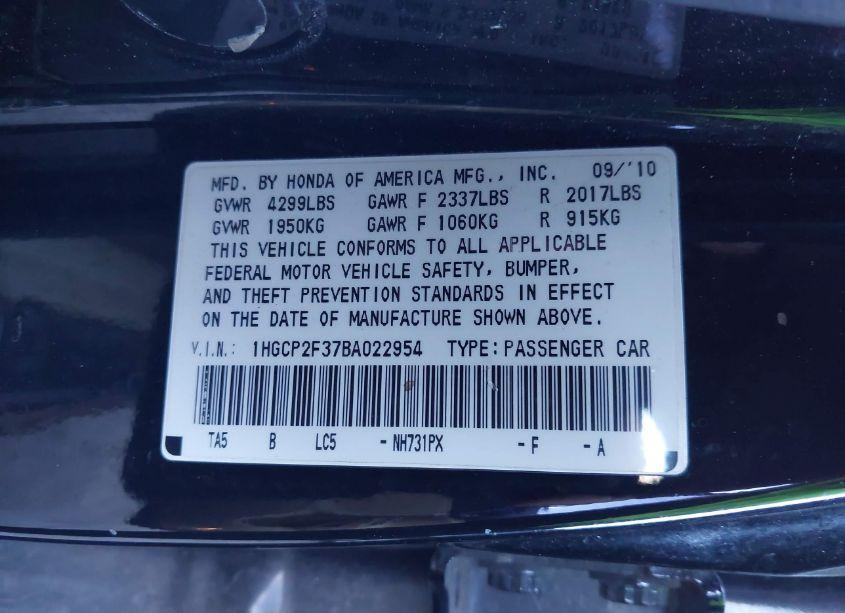 MFD. BY HONDA OF AMERICA MFG., INC. 09/'10
GVWR 4299LBS GAWR F 2337LBS R 2017LBS
GVWR 1950KG GAWR F 1060KG R 915KG
THIS VEHICLE CONFORMS TO ALL APPLICABLE
FEDERAL MOTOR VEHICLE SAFETY, BUMPER,
AND THEFT PREVENTION STANDARDS IN EFFECT
ON THE DATE OF MANUFACTURE SHOWN ABOVE.
V.I.N.: 1HGCP2F37BA022954 TYPE: PASSENGER CAR
TA5 B LC5 - NH731PX - F - A